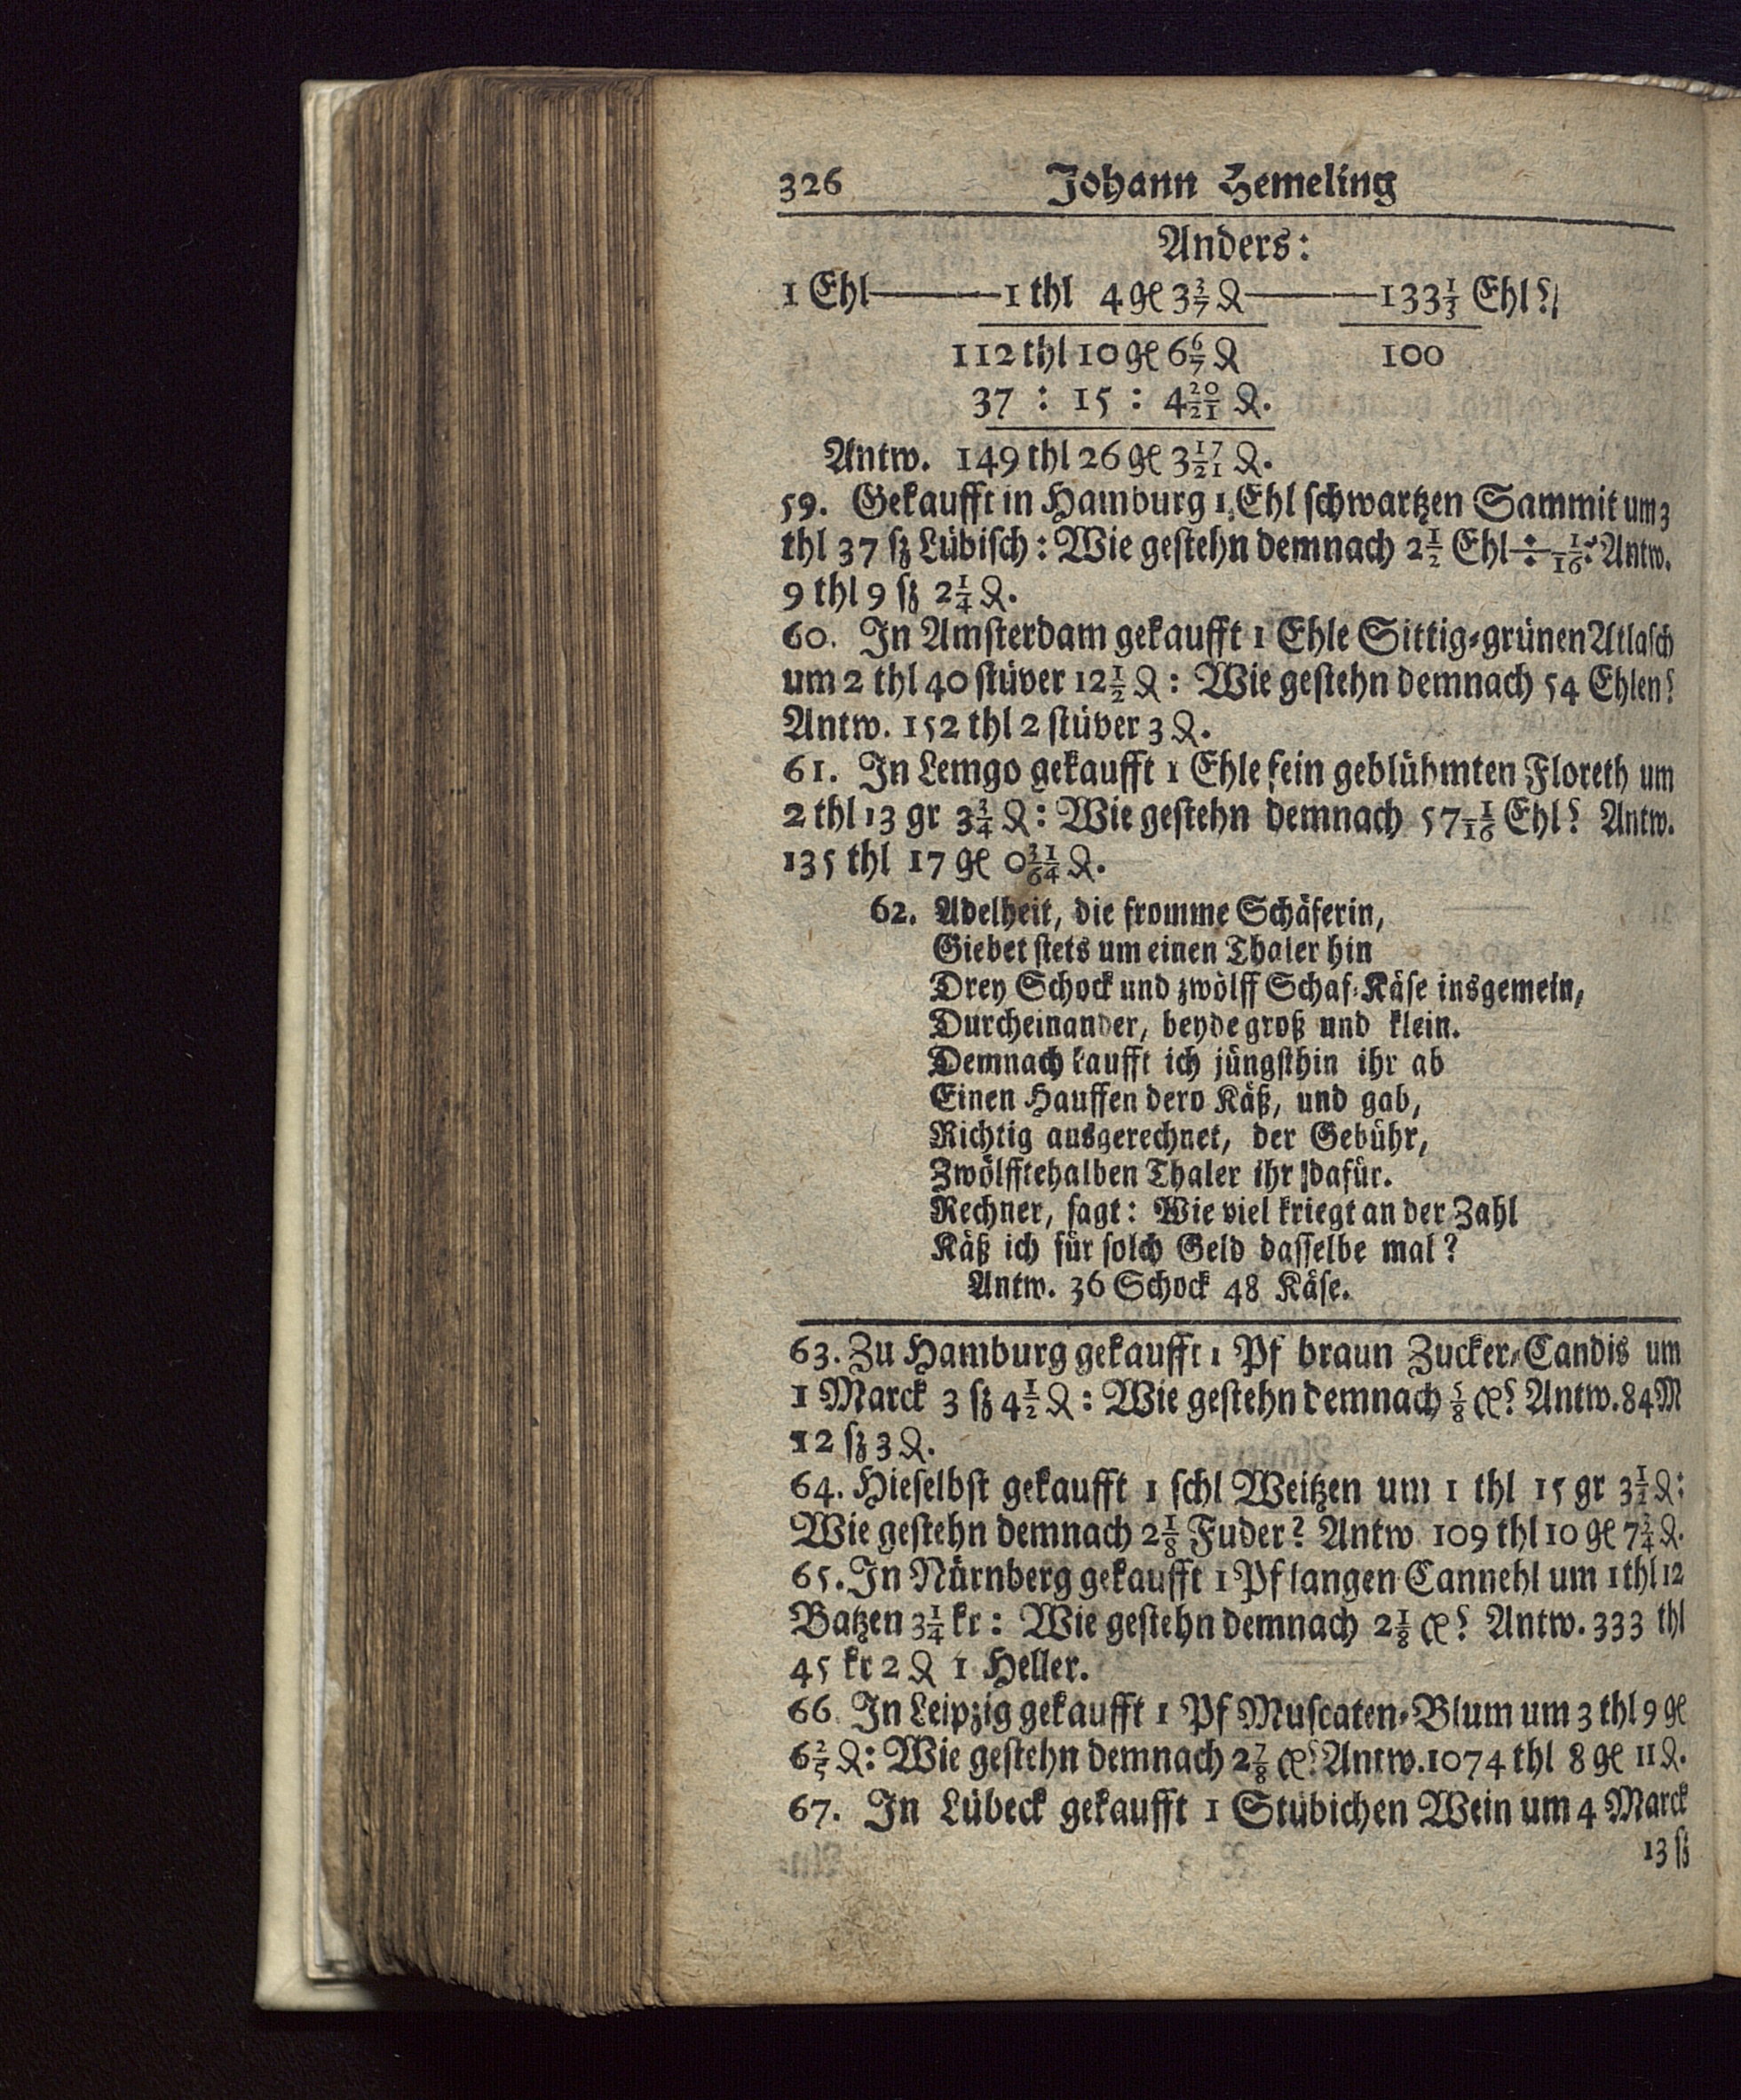 326 Johann Hemeling
Anders:
1 Ehl———1 thl 4 gℓ 3 3/7 ₰———133 1/3 Ehl?
112 thl 10 gℓ 6 6/7 ₰ 100
37 : 15 : 4 20/21 ₰.
Antw. 149 thl 26 gℓ 3 17/21 ₰.
59. Gekaufft in Hamburg 1 Ehl schwartzen Sammit um 3
thl 37 ßz Lübisch: Wie gestehn demnach 2 1/2 Ehl ÷ 1/16? Antw.
9 thl 9 ßz 2 1/4 ₰.
60. In Amsterdam gekaufft 1 Ehle Sittig-grünen Atlasch
um 2 thl 40 stüver 12 1/2 ₰: Wie gestehn demnach 54 Ehlen?
Antw. 152 thl 2 stüver 3 ₰.
61. In Lemgo gekaufft 1 Ehle fein geblühmten Floreth um
2 thl 13 gr 3 3/4 ₰: Wie gestehn demnach 57 1/16 Ehl? Antw.
135 thl 17 gℓ 0 31/64 ₰.
62. Adelheit, die fromme Schäferin,
Giebet stets um einen Thaler hin
Drey Schock und zwölff Schaf-Käse insgemein,
Durcheinander, beyde groß und klein.
Demnach kaufft ich jüngsthin ihr ab
Einen Hauffen dero Käß, und gab,
Richtig ausgerechnet, der Gebühr,
Zwölfftehalben Thaler ihr dafür.
Rechner, sagt: Wie viel kriegt an der Zahl
Käß ich für solch Geld dasselbe mal?
Antw. 36 Schock 48 Käse.
63. Zu Hamburg gekaufft 1 Pf braun Zucker-Candis um
1 Marck 3 ßz 4 1/2 ₰: Wie gestehn demnach 5/8 ꝶ? Antw. 84 M
12 ßz 3 ₰.
64. Hieselbst gekaufft 1 schl Weitzen um 1 thl 15 gr 3 1/2 ₰:
Wie gestehn demnach 2 1/8 Fuder? Antw. 109 thl 10 gℓ 7 3/4 ₰.
65. In Nürnberg gekaufft 1 Pf langen Cannehl um 1 thl 12
Batzen 3 1/4 kr: Wie gestehn demnach 2 1/8 ꝶ? Antw. 333 thl
45 kr 2 ₰ 1 Heller.
66. In Leipzig gekaufft 1 Pf Muscaten-Blum um 3 thl 9 gℓ
6 2/5 ₰: Wie gestehn demnach 2 7/8 ꝶ? Antw. 1074 thl 8 gℓ 11 ₰.
67. In Lübeck gekaufft 1 Stübichen Wein um 4 Marck
13 ßz